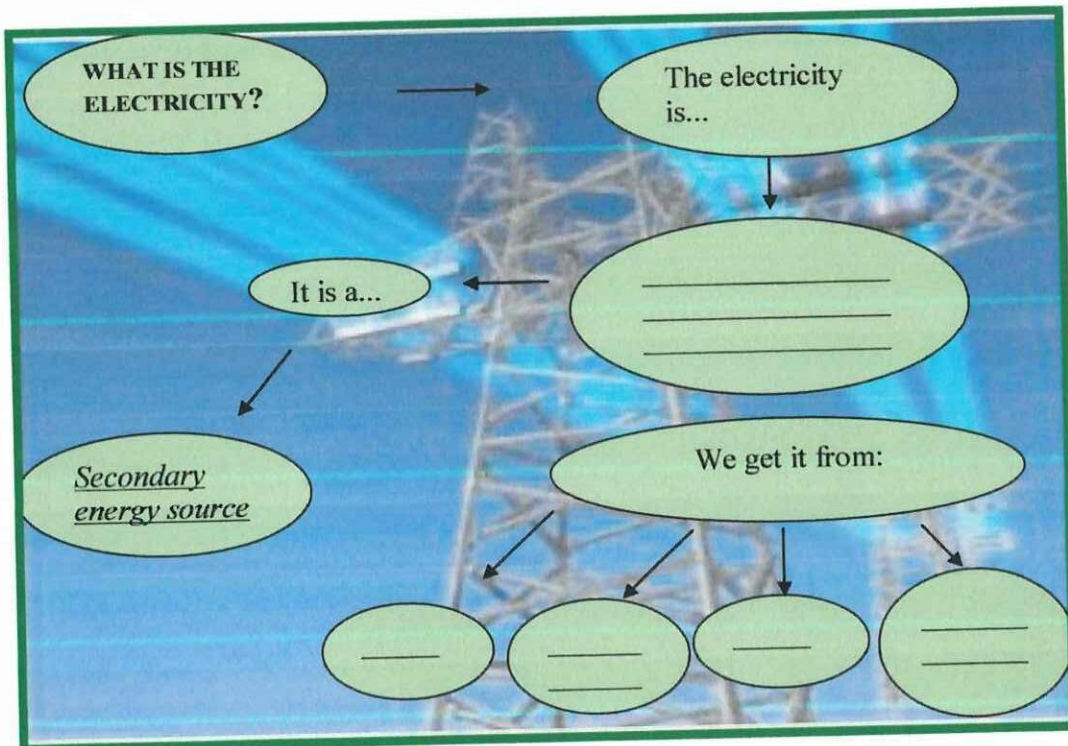 WHAT IS THE
ELECTRICITY?
The electricity
is...
It is a...
Secondary
energy source
We get it from: